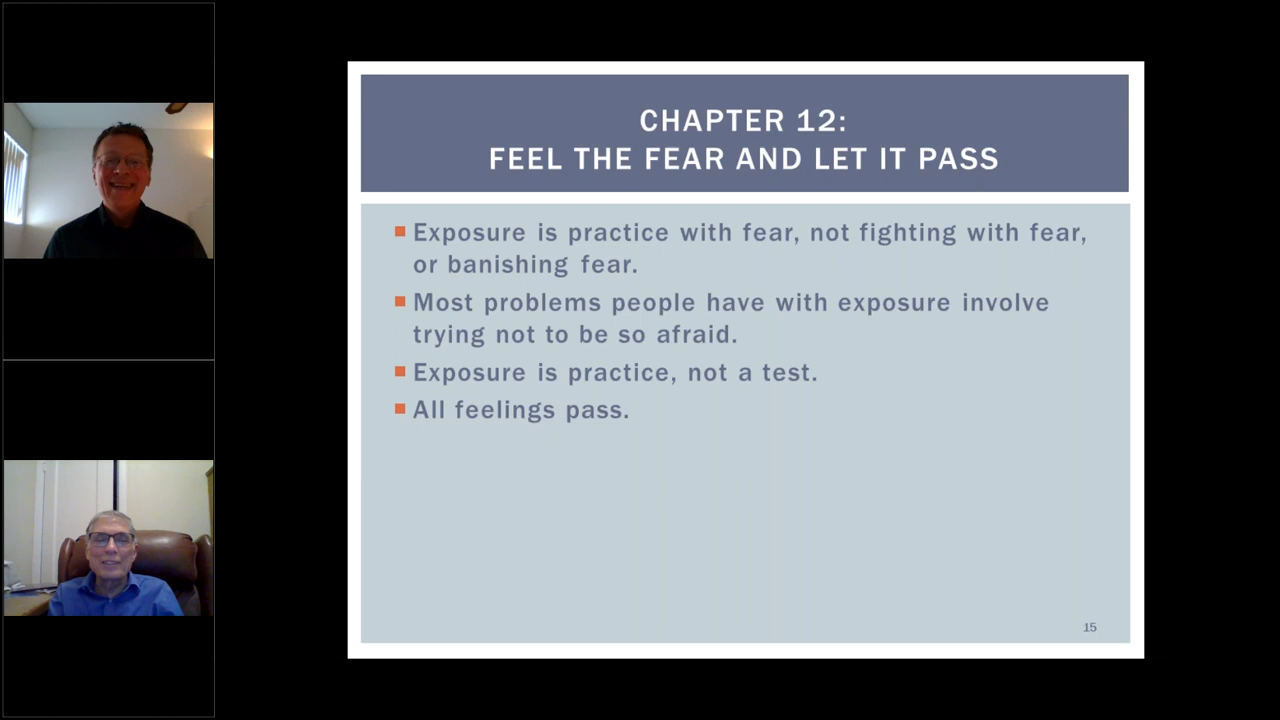 CHAPTER 12:
FEEL THE FEAR AND LET IT PASS
Exposure is practice with fear, not fighting with fear,
or banishing fear.
Most problems people have with exposure involve
trying not to be so afraid.
Exposure is practice, not a test.
All feelings pass.
15